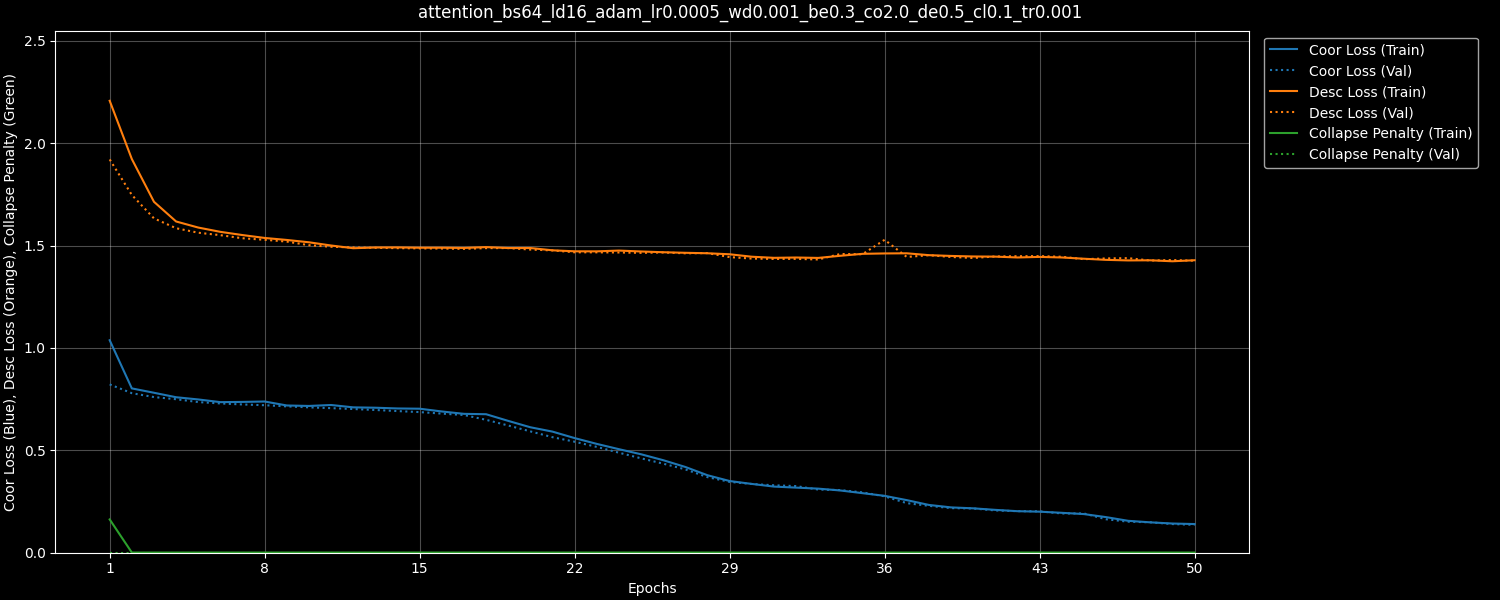 attention_bs64_ld16_adam_lr0.0005_wd0.001_be0.3_co2.0_de0.5_cl0.1_tr0.001
Coor Loss (Blue), Desc Loss (Orange), Collapse Penalty (Green)
2.5
2.0
1.5
1.0
0.5
0.0
1 8 15 22 29 36 43 50
Epochs
Coor Loss (Train)
Coor Loss (Val)
Desc Loss (Train)
Desc Loss (Val)
Collapse Penalty (Train)
Collapse Penalty (Val)